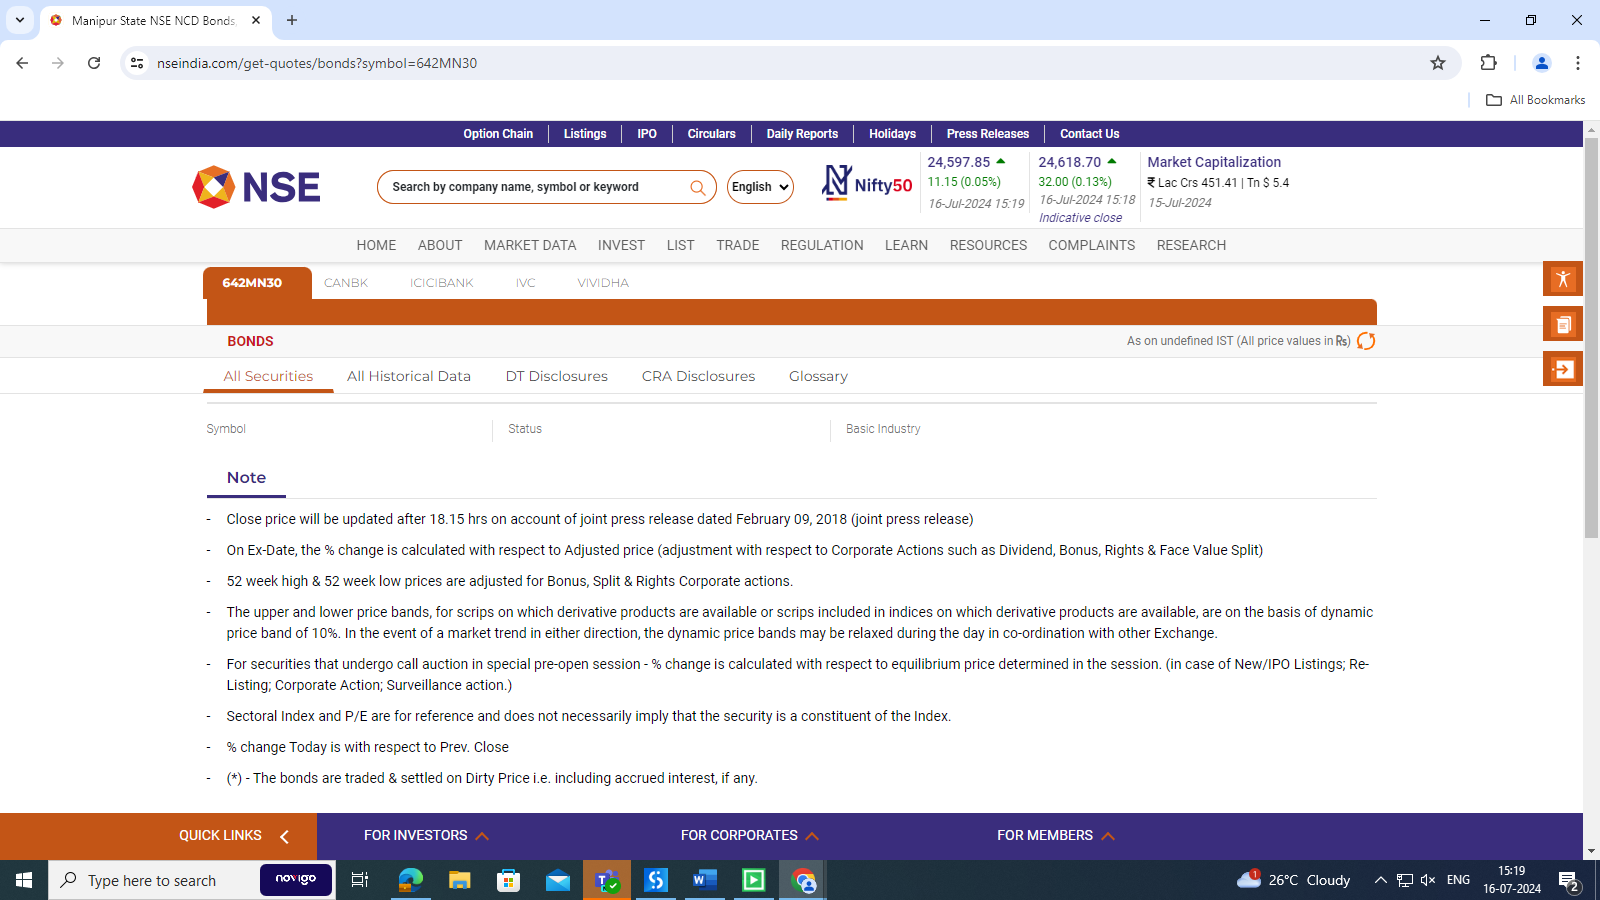 Manipur State NSE NCD Bonds
nseindia.com/get-quotes/bonds?symbol=642MN30
All Bookmarks
Option Chain
Listings
IPO
Circulars
Daily Reports
Holidays
Press Releases
Contact Us
NSE
Search by company name, symbol or keyword
English
Nifty50
24,597.85
11.15 (0.05%)
16-Jul-2024 15:19
24,618.70
32.00 (0.13%)
16-Jul-2024 15:18
Indicative close
Market Capitalization
₹ Lac Crs 451.41 | Tn $ 5.4
15-Jul-2024
HOME ABOUT MARKET DATA INVEST LIST TRADE REGULATION LEARN RESOURCES COMPLAINTS RESEARCH
642MN30 CANBK ICICIBANK IVC VIVIDHA
BONDS
As on undefined IST (All price values in ₨)
All Securities All Historical Data DT Disclosures CRA Disclosures Glossary
Symbol Status Basic Industry
Note
- Close price will be updated after 18.15 hrs on account of joint press release dated February 09, 2018 (joint press release)
- On Ex-Date, the % change is calculated with respect to Adjusted price (adjustment with respect to Corporate Actions such as Dividend, Bonus, Rights & Face Value Split)
- 52 week high & 52 week low prices are adjusted for Bonus, Split & Rights Corporate actions.
- The upper and lower price bands, for scrips on which derivative products are available or scrips included in indices on which derivative products are available, are on the basis of dynamic
price band of 10%. In the event of a market trend in either direction, the dynamic price bands may be relaxed during the day in co-ordination with other Exchange.
- For securities that undergo call auction in special pre-open session - % change is calculated with respect to equilibrium price determined in the session. (in case of New/IPO Listings; Re-
Listing; Corporate Action; Surveillance action.)
- Sectoral Index and P/E are for reference and does not necessarily imply that the security is a constituent of the Index.
- % change Today is with respect to Prev. Close
- (*) - The bonds are traded & settled on Dirty Price i.e. including accrued interest, if any.
QUICK LINKS FOR INVESTORS FOR CORPORATES FOR MEMBERS
Type here to search
novigo
1
26°C Cloudy
ENG
15:19
16-07-2024
2